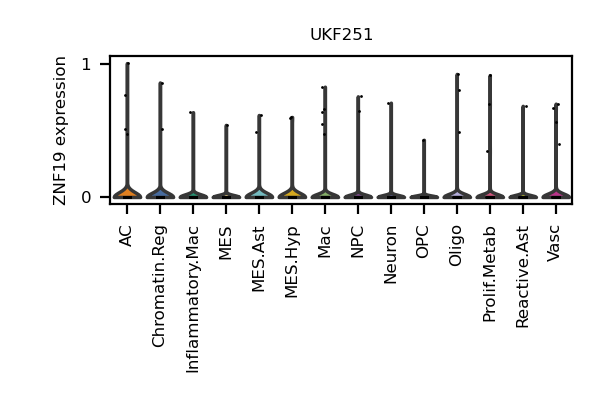 UKF251
ZNF19 expression
1
0
AC
Chromatin.Reg
Inflammatory.Mac
MES
MES.Ast
MES.Hyp
Mac
NPC
Neuron
OPC
Oligo
Prolif.Metab
Reactive.Ast
Vasc